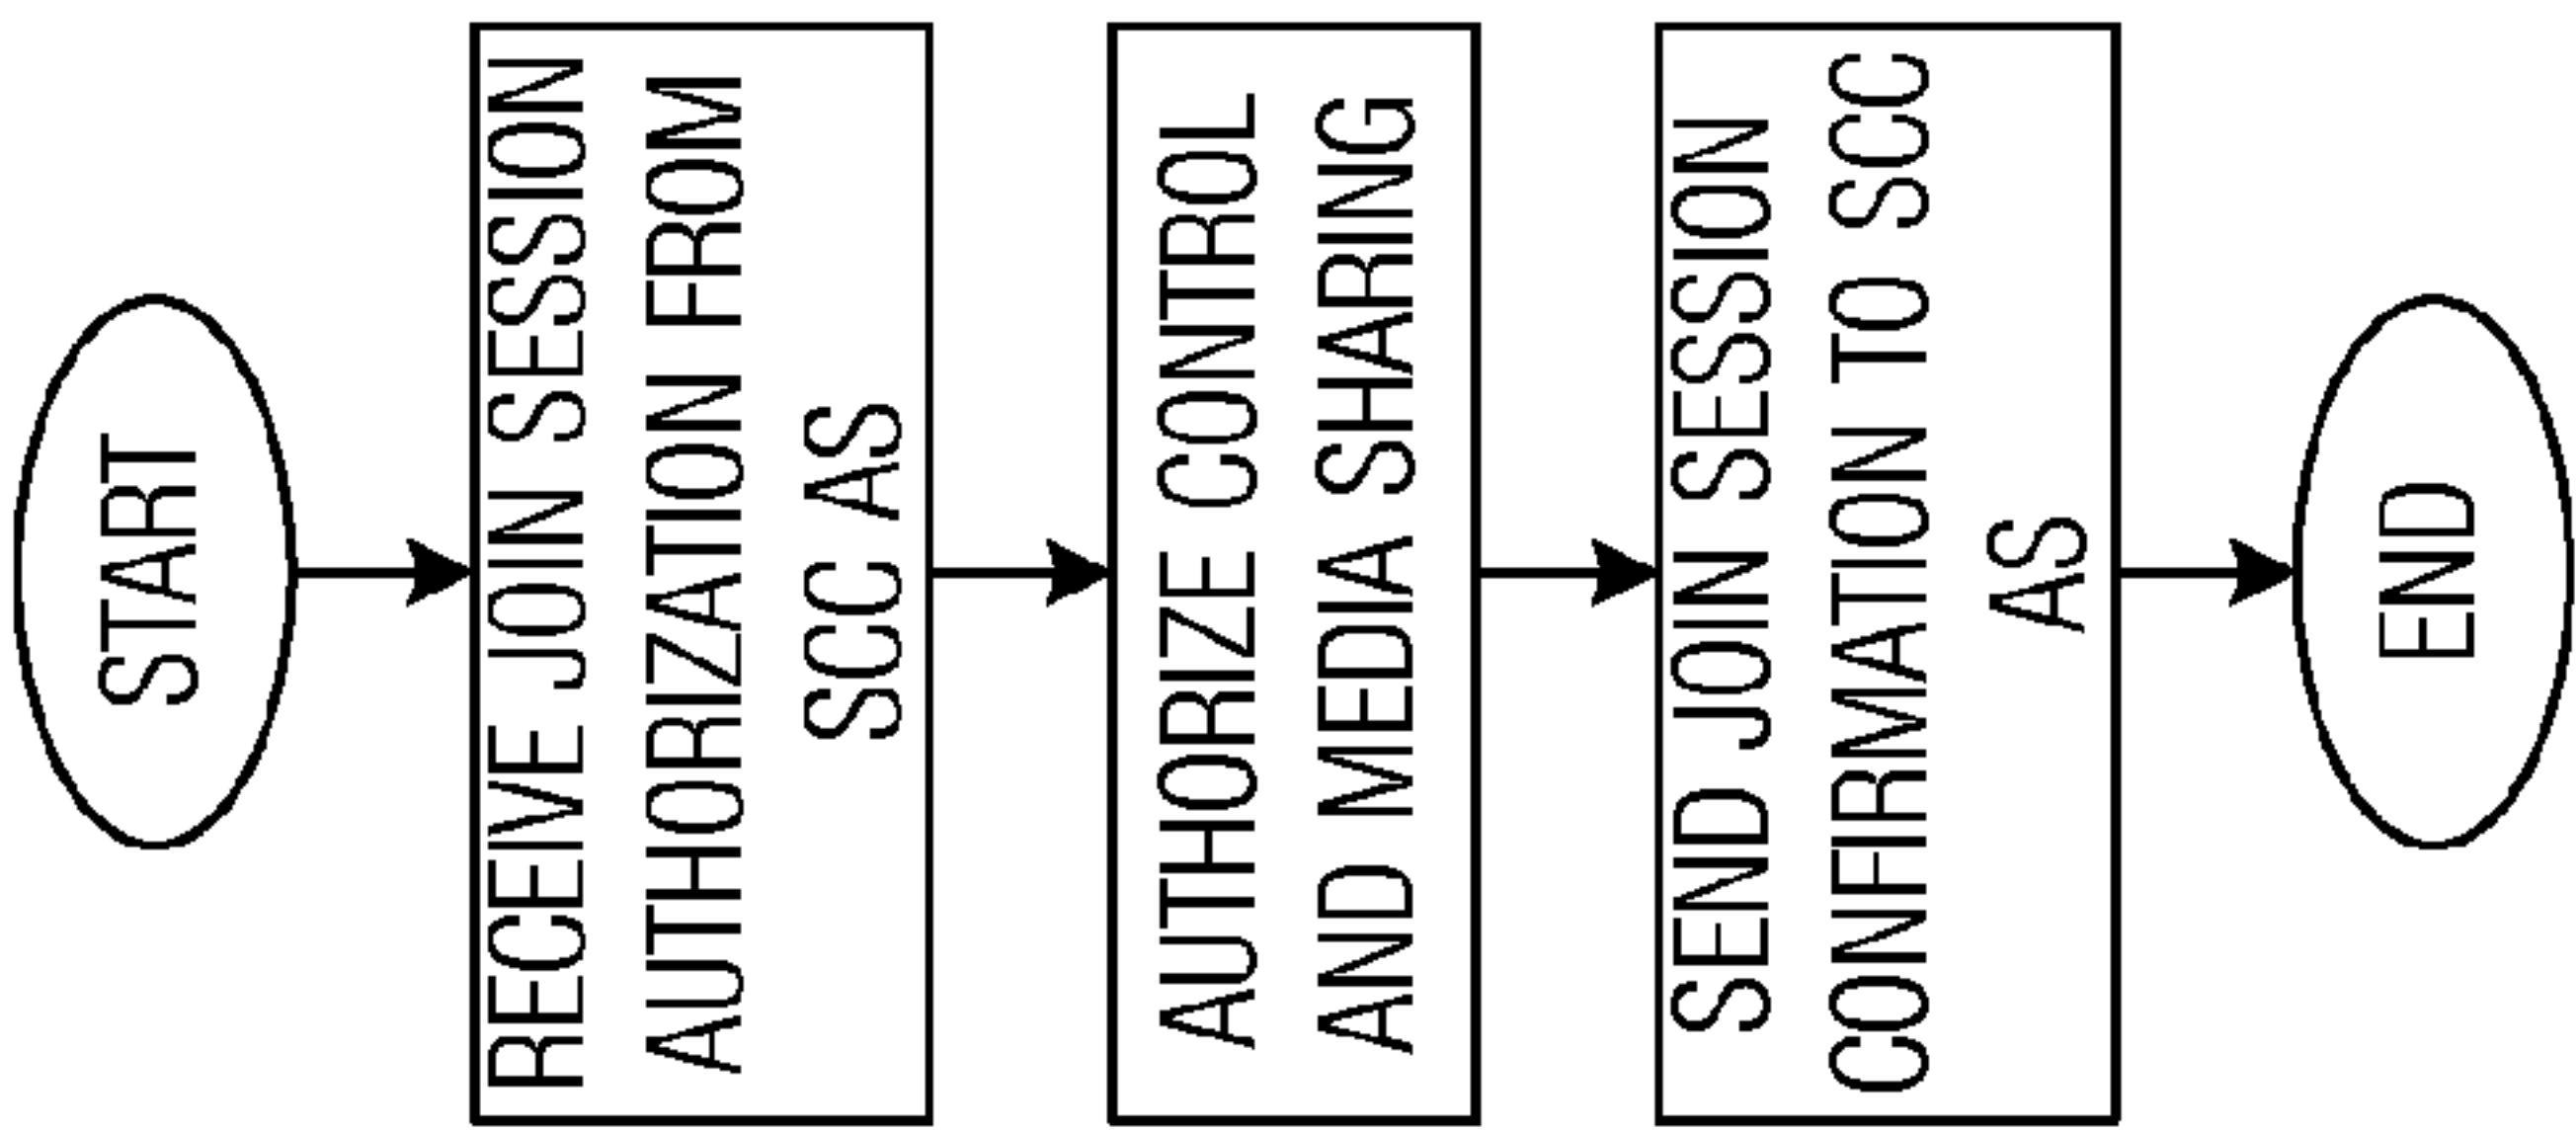 START
RECEIVE JOIN SESSION
AUTHORIZATION FROM
SCC AS
AUTHORIZE CONTROL
AND MEDIA SHARING
SEND JOIN SESSION
CONFIRMATION TO SCC
AS
END